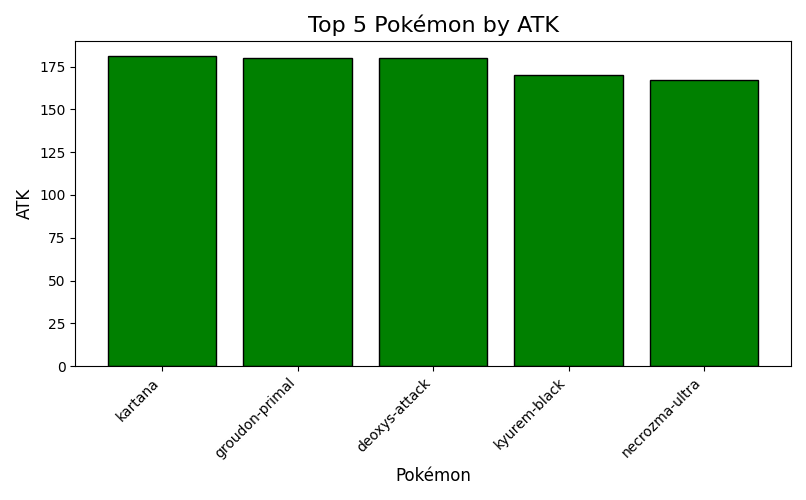 Top 5 Pokémon by ATK
ATK
175
150
125
100
75
50
25
0
kartana
groudon-primal
deoxys-attack
kyurem-black
necrozma-ultra
Pokémon